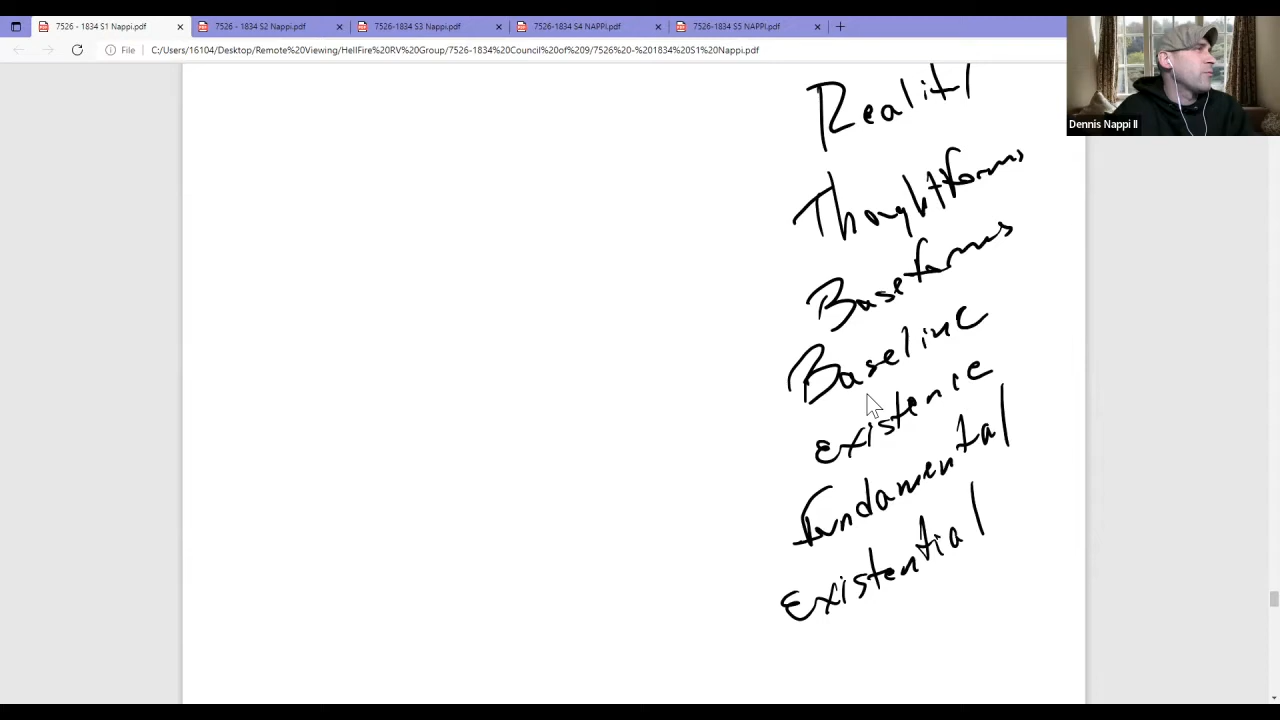 7526 - 1834 S1 Nappi.pdf
7526 - 1834 S2 Nappi.pdf
7526-1834 S3 Nappi.pdf
7526-1834 S4 NAPPI.pdf
7526-1834 S5 NAPPI.pdf
File
C:/Users/16104/Desktop/Remote%20Viewing/HellFire%20RV%20Group/7526-1834%20Council%20of%209/7526%20-%201834%20S1%20Nappi.pdf
Dennis Nappi II
Reality
Thoughtforms
Baseforms
Baseline
existence
fundamental
Existential